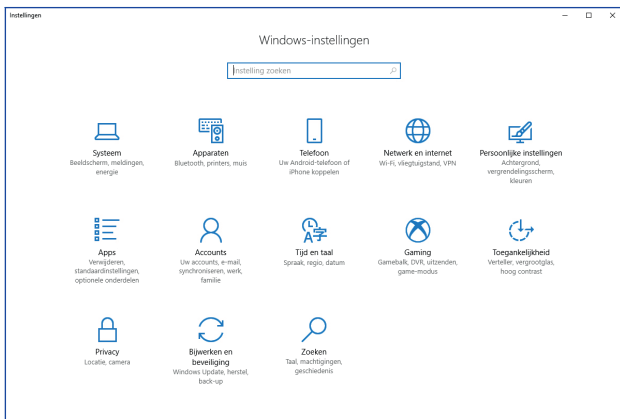 Instellingen
Windows-instellingen
Instelling zoeken
Systeem
Beeldscherm, meldingen,
energie
Apparaten
Bluetooth, printers, muis
Telefoon
Uw Android-telefoon of
iPhone koppelen
Netwerk en internet
Wi-Fi, vliegtuigstand, VPN
Persoonlijke instellingen
Achtergrond,
vergrendelingsscherm,
kleuren
Apps
Verwijderen,
standaardinstellingen,
optionele onderdelen
Accounts
Uw accounts, e-mail,
synchroniseren, werk,
familie
Tijd en taal
Spraak, regio, datum
Gaming
Gamebalk, DVR, uitzenden,
game-modus
Toegankelijkheid
Verteller, vergrootglas,
hoog contrast
Privacy
Locatie, camera
Bijwerken en
beveiliging
Windows Update, herstel,
back-up
Zoeken
Taal, machtigingen,
geschiedenis